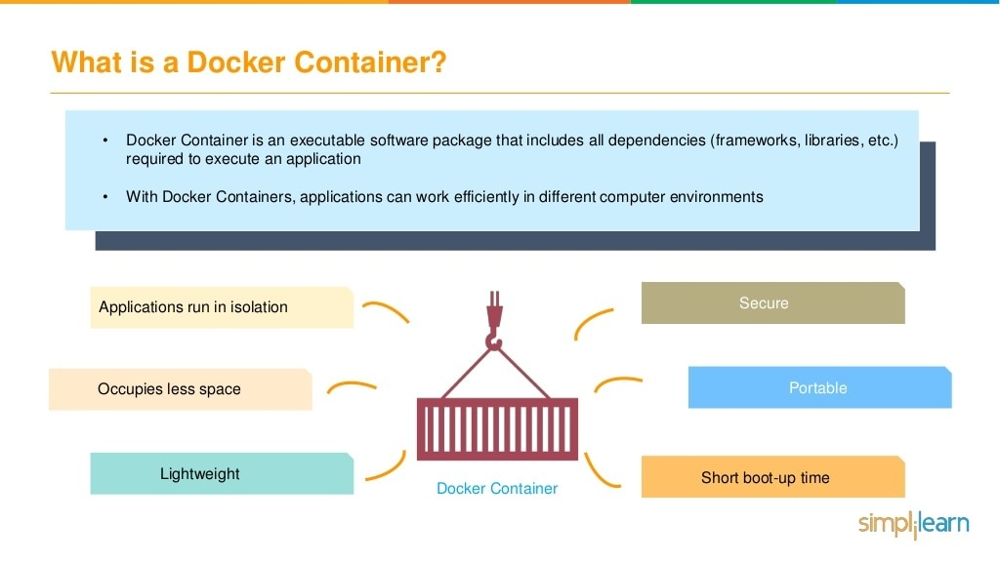 What is a Docker Container?
• Docker Container is an executable software package that includes all dependencies (frameworks, libraries, etc.)
required to execute an application
• With Docker Containers, applications can work efficiently in different computer environments
Applications run in isolation
Secure
Occupies less space
Portable
Lightweight
Short boot-up time
Docker Container
simplilearn